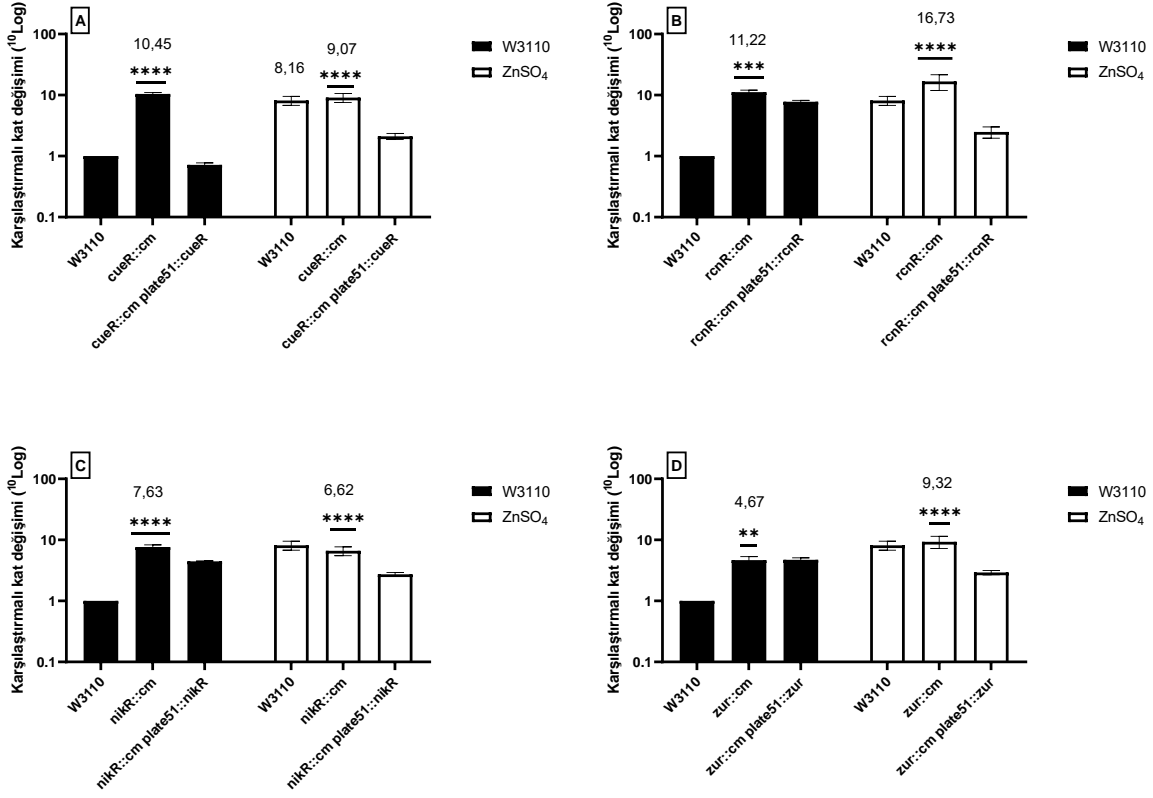 A
Karşılaştırmalı kat değişimi (¹⁰Log)
100
10
1
0.1
10,45
****
8,16
9,07
****
W3110
cueR::cm
cueR::cm plate51::cueR
W3110
cueR::cm
cueR::cm plate51::cueR
W3110
ZnSO₄
B
Karşılaştırmalı kat değişimi (¹⁰Log)
100
10
1
0.1
11,22
***
16,73
****
W3110
rcnR::cm
rcnR::cm plate51::rcnR
W3110
rcnR::cm
rcnR::cm plate51::rcnR
W3110
ZnSO₄
C
Karşılaştırmalı kat değişimi (¹⁰Log)
100
10
1
0.1
7,63
****
6,62
****
W3110
nikR::cm
nikR::cm plate51::nikR
W3110
nikR::cm
nikR::cm plate51::nikR
W3110
ZnSO₄
D
Karşılaştırmalı kat değişimi (¹⁰Log)
100
10
1
0.1
4,67
**
9,32
****
W3110
zur::cm
zur::cm plate51::zur
W3110
zur::cm
zur::cm plate51::zur
W3110
ZnSO₄